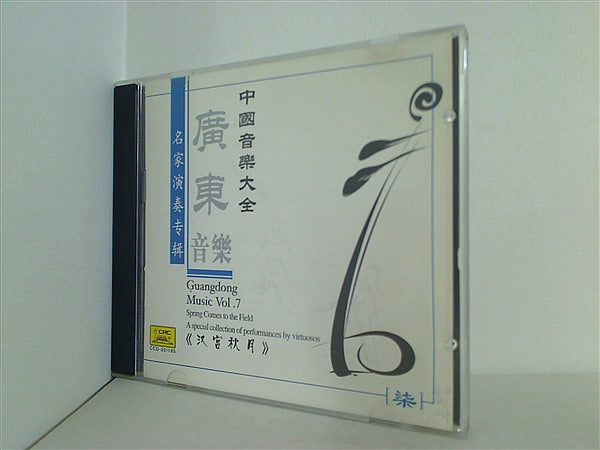 中國音樂大全
廣東
音樂
名家演奏专辑
Guangdong
Music Vol.7
Spring Comes to the Field
A special collection of performances by virtuosos
《汉宫秋月》
CRC
[柒]